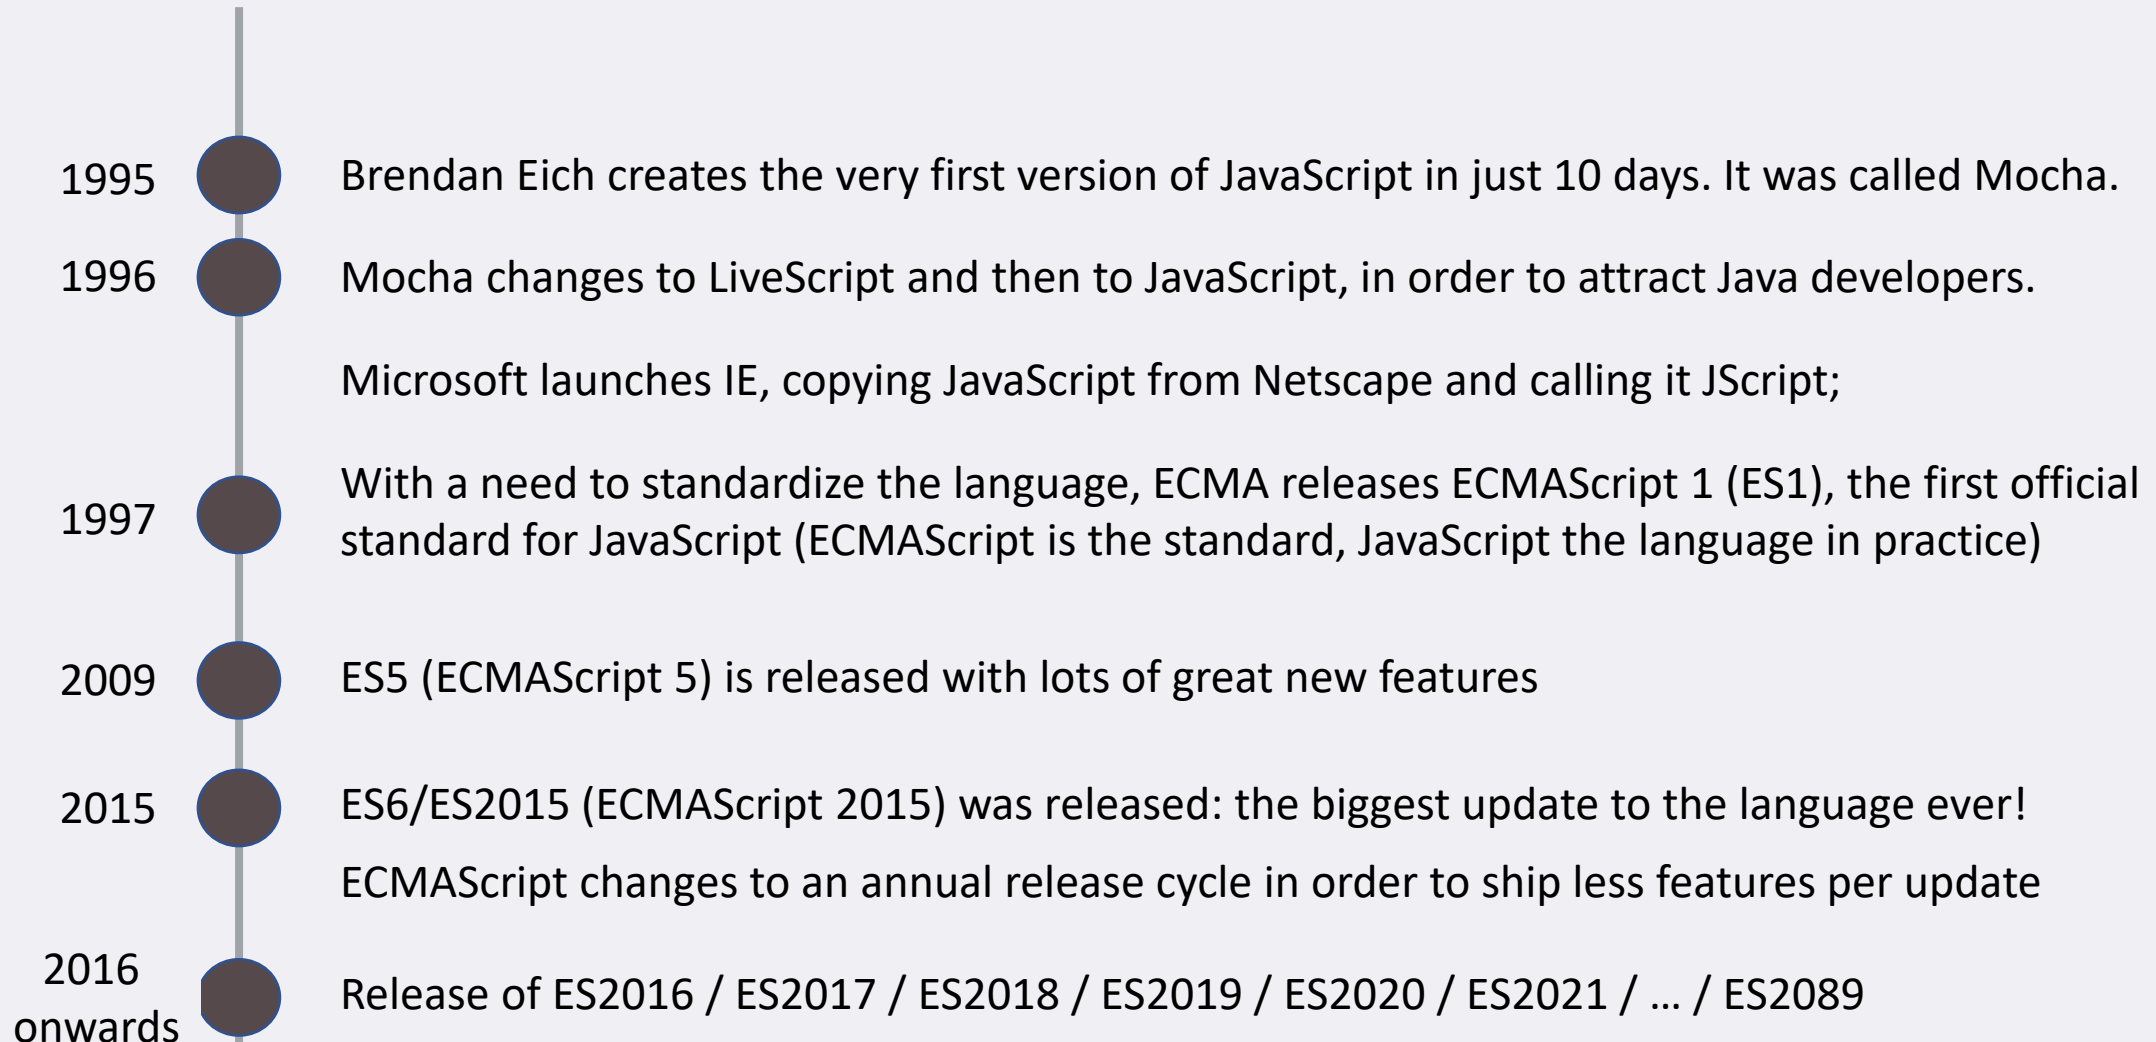 1995
Brendan Eich creates the very first version of JavaScript in just 10 days. It was called Mocha.
1996
Mocha changes to LiveScript and then to JavaScript, in order to attract Java developers.
Microsoft launches IE, copying JavaScript from Netscape and calling it JScript;
1997
With a need to standardize the language, ECMA releases ECMAScript 1 (ES1), the first official
standard for JavaScript (ECMAScript is the standard, JavaScript the language in practice)
2009
ES5 (ECMAScript 5) is released with lots of great new features
2015
ES6/ES2015 (ECMAScript 2015) was released: the biggest update to the language ever!
ECMAScript changes to an annual release cycle in order to ship less features per update
2016
onwards
Release of ES2016 / ES2017 / ES2018 / ES2019 / ES2020 / ES2021 / … / ES2089